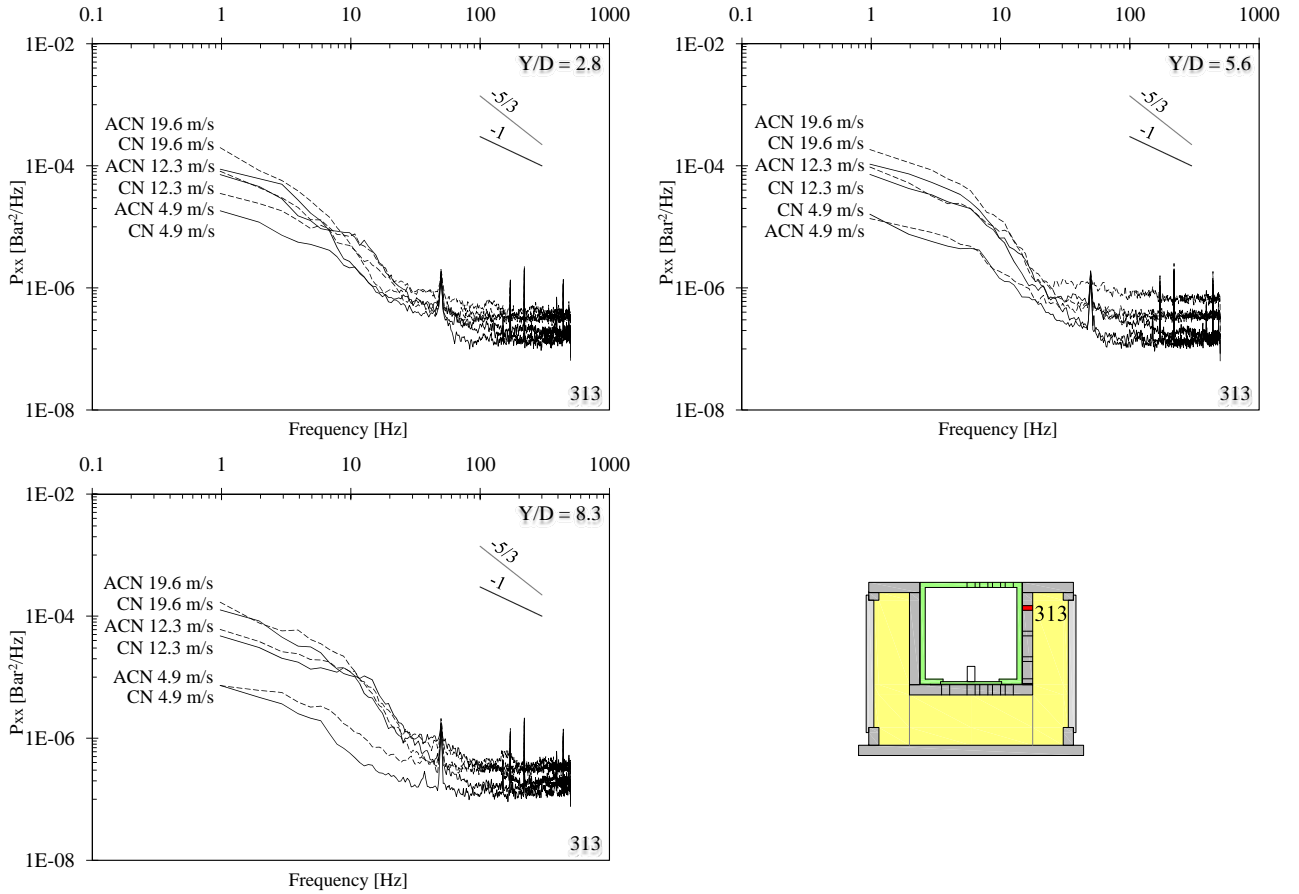 0.1 1 10 100 1000
1E-02
Y/D = 2.8
-5/3
-1
ACN 19.6 m/s
CN 19.6 m/s
ACN 12.3 m/s
CN 12.3 m/s
ACN 4.9 m/s
CN 4.9 m/s
1E-04
1E-06
1E-08
Pxx [Bar²/Hz]
313
Frequency [Hz]
0.1 1 10 100 1000
1E-02
Y/D = 5.6
-5/3
-1
ACN 19.6 m/s
CN 19.6 m/s
ACN 12.3 m/s
CN 12.3 m/s
CN 4.9 m/s
ACN 4.9 m/s
1E-04
1E-06
1E-08
Pxx [Bar²/Hz]
313
Frequency [Hz]
0.1 1 10 100 1000
1E-02
Y/D = 8.3
-5/3
-1
ACN 19.6 m/s
CN 19.6 m/s
ACN 12.3 m/s
CN 12.3 m/s
ACN 4.9 m/s
CN 4.9 m/s
1E-04
1E-06
1E-08
Pxx [Bar²/Hz]
313
Frequency [Hz]
313